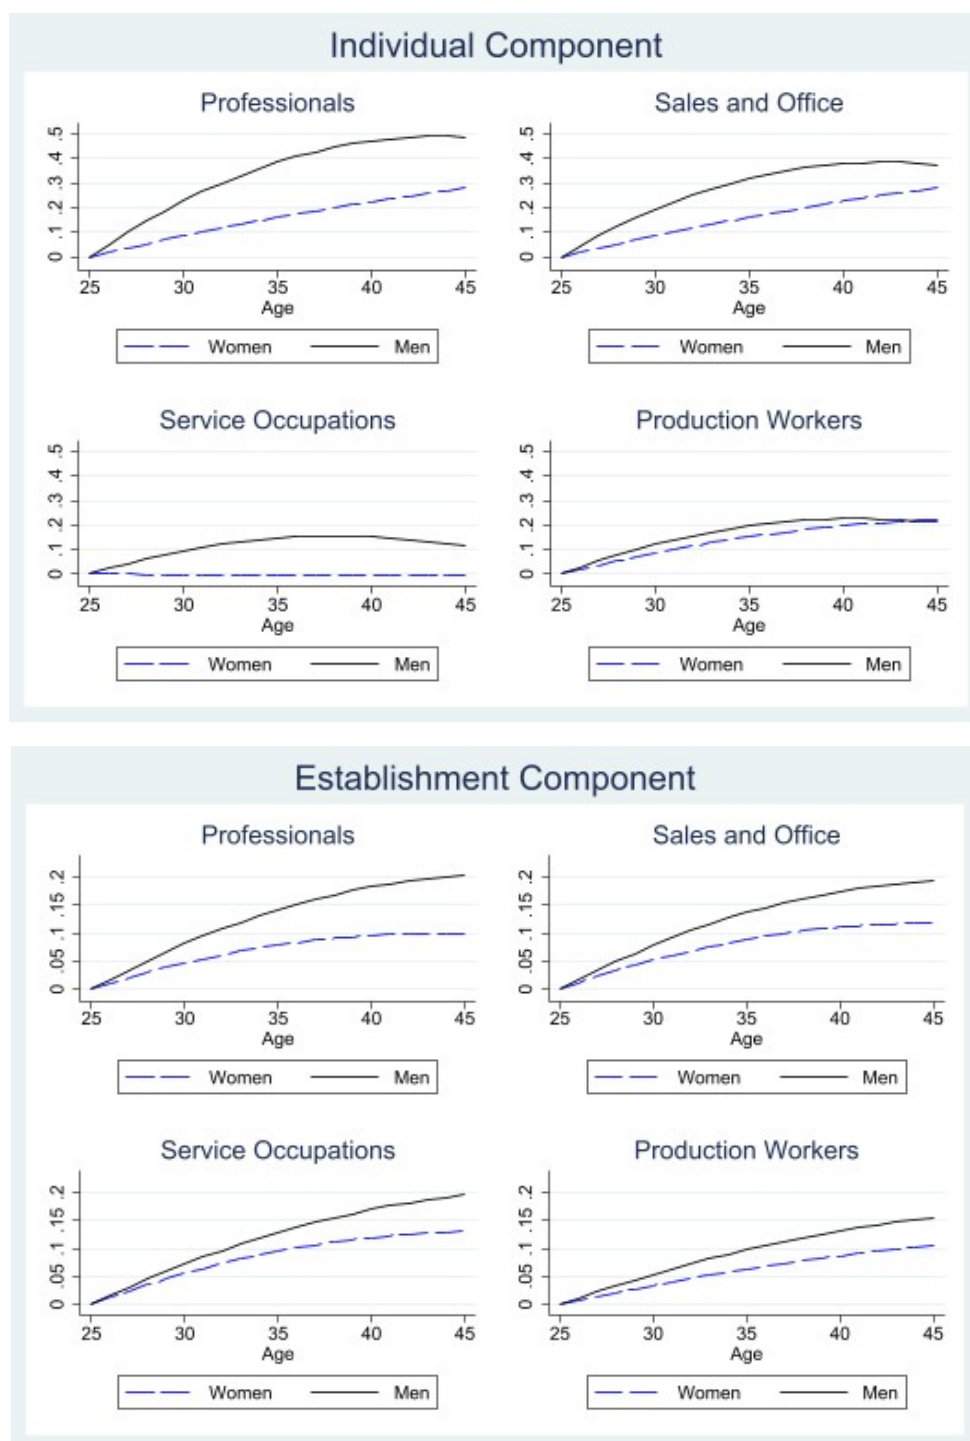 Individual Component
Professionals
.5
.4
.3
.2
.1
0
25 30 35 40 45
Age
Women Men
Sales and Office
.5
.4
.3
.2
.1
0
25 30 35 40 45
Age
Women Men
Service Occupations
.5
.4
.3
.2
.1
0
25 30 35 40 45
Age
Women Men
Production Workers
.5
.4
.3
.2
.1
0
25 30 35 40 45
Age
Women Men
Establishment Component
Professionals
.2
.15
.1
.05
0
25 30 35 40 45
Age
Women Men
Sales and Office
.2
.15
.1
.05
0
25 30 35 40 45
Age
Women Men
Service Occupations
.2
.15
.1
.05
0
25 30 35 40 45
Age
Women Men
Production Workers
.2
.15
.1
.05
0
25 30 35 40 45
Age
Women Men